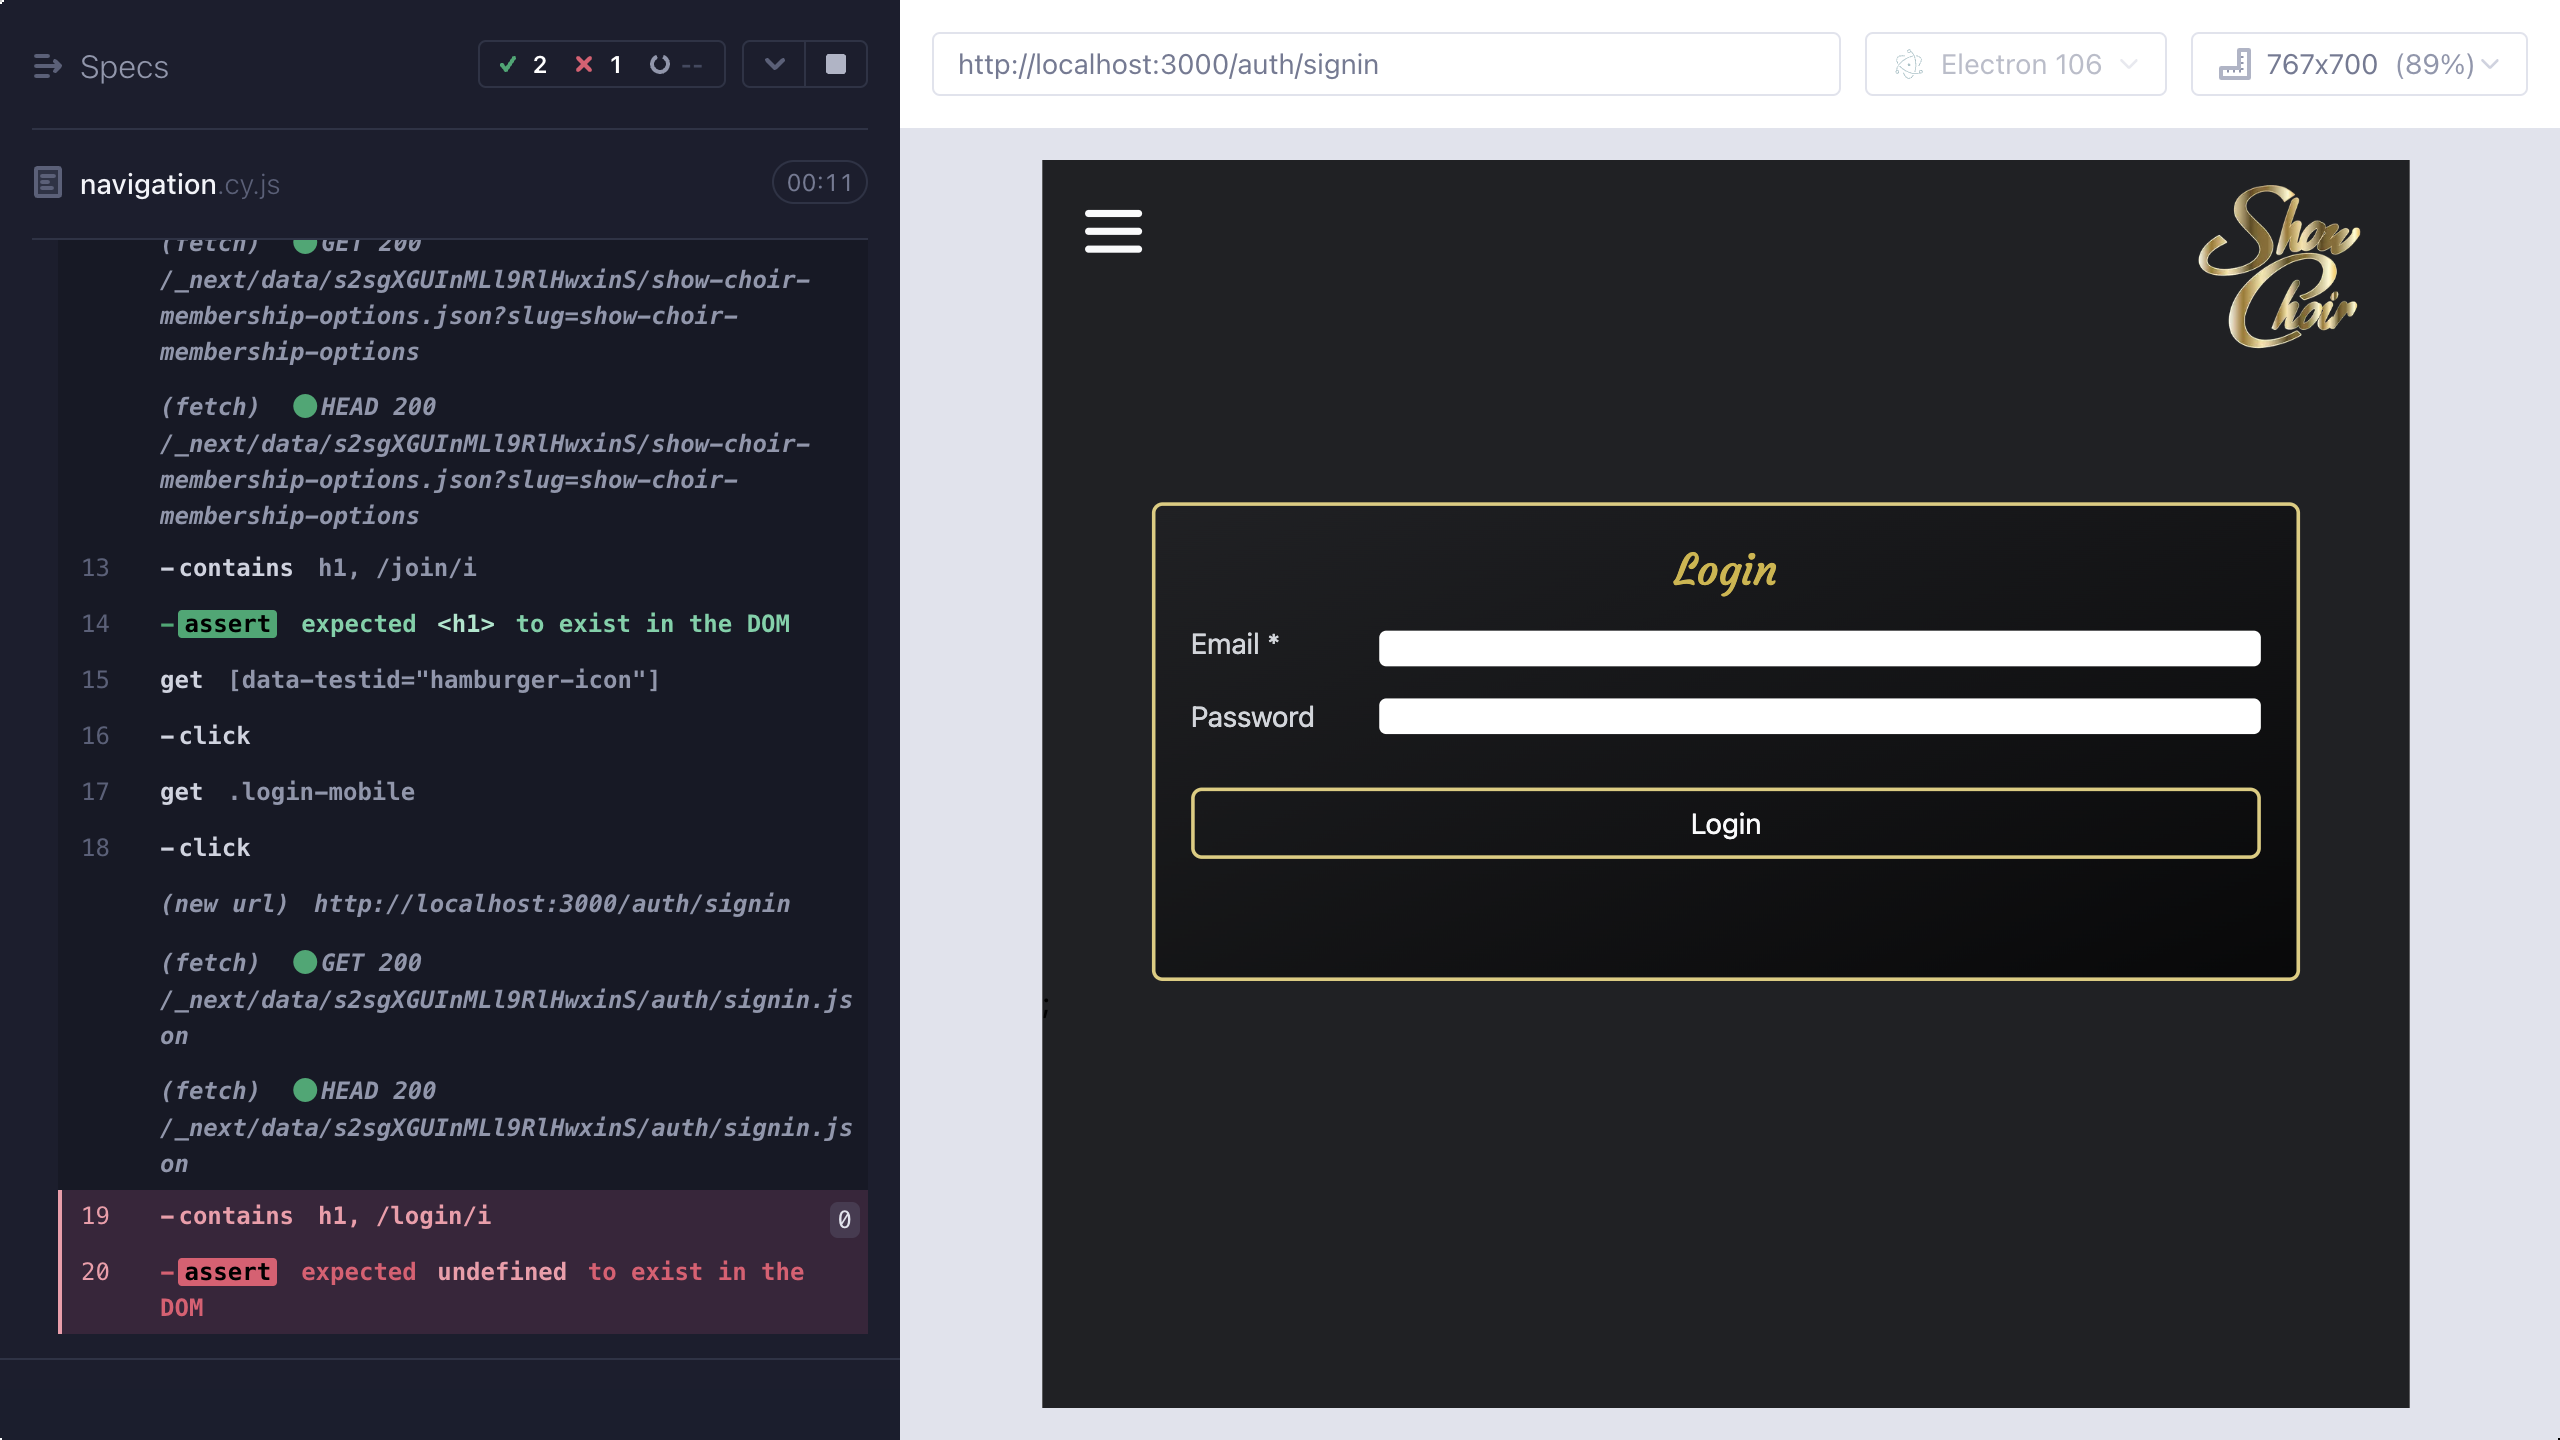 Specs
2 1 --
navigation.cy.js 00:11
(fetch) GET 200
/_next/data/s2sgXGUInMLl9RlHwxinS/show-choir-
membership-options.json?slug=show-choir-
membership-options
(fetch) HEAD 200
/_next/data/s2sgXGUInMLl9RlHwxinS/show-choir-
membership-options.json?slug=show-choir-
membership-options
13 -contains h1, /join/i
14 -assert expected <h1> to exist in the DOM
15 get [data-testid="hamburger-icon"]
16 -click
17 get .login-mobile
18 -click
(new url) http://localhost:3000/auth/signin
(fetch) GET 200
/_next/data/s2sgXGUInMLl9RlHwxinS/auth/signin.js
on
(fetch) HEAD 200
/_next/data/s2sgXGUInMLl9RlHwxinS/auth/signin.js
on
19 -contains h1, /login/i 0
20 -assert expected undefined to exist in the
DOM
http://localhost:3000/auth/signin
Electron 106
767x700 (89%)
Show
Choir
Login
Email *
Password
Login
;